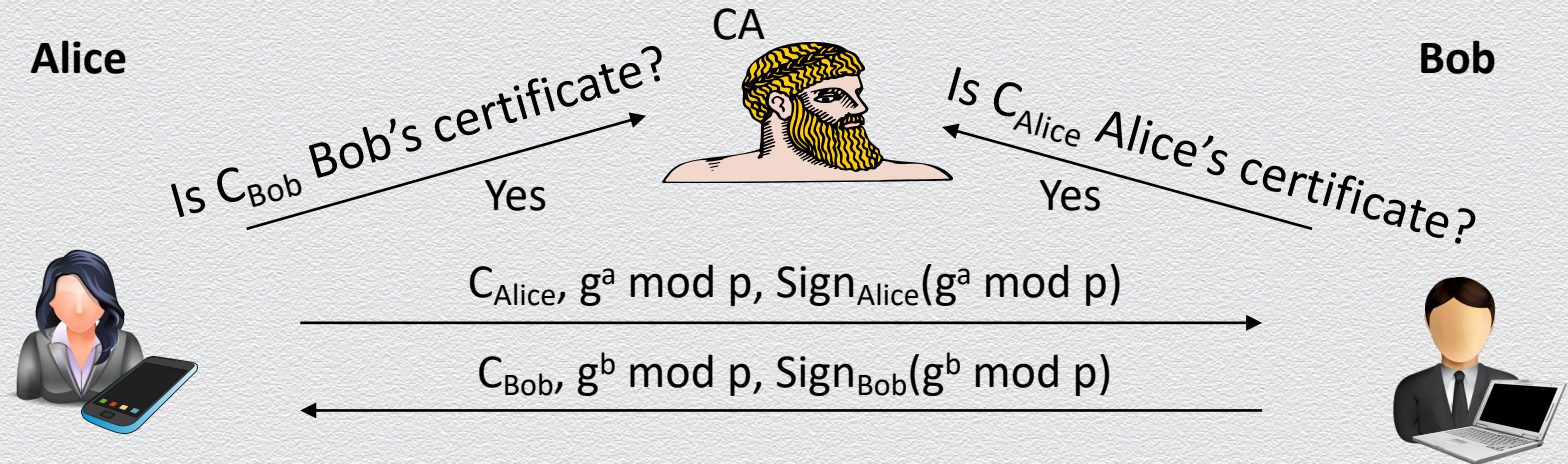 CA
Alice
Bob
Is C_Bob Bob’s certificate?
Is C_Alice Alice’s certificate?
Yes
Yes
C_Alice, g^a mod p, Sign_Alice(g^a mod p)
C_Bob, g^b mod p, Sign_Bob(g^b mod p)